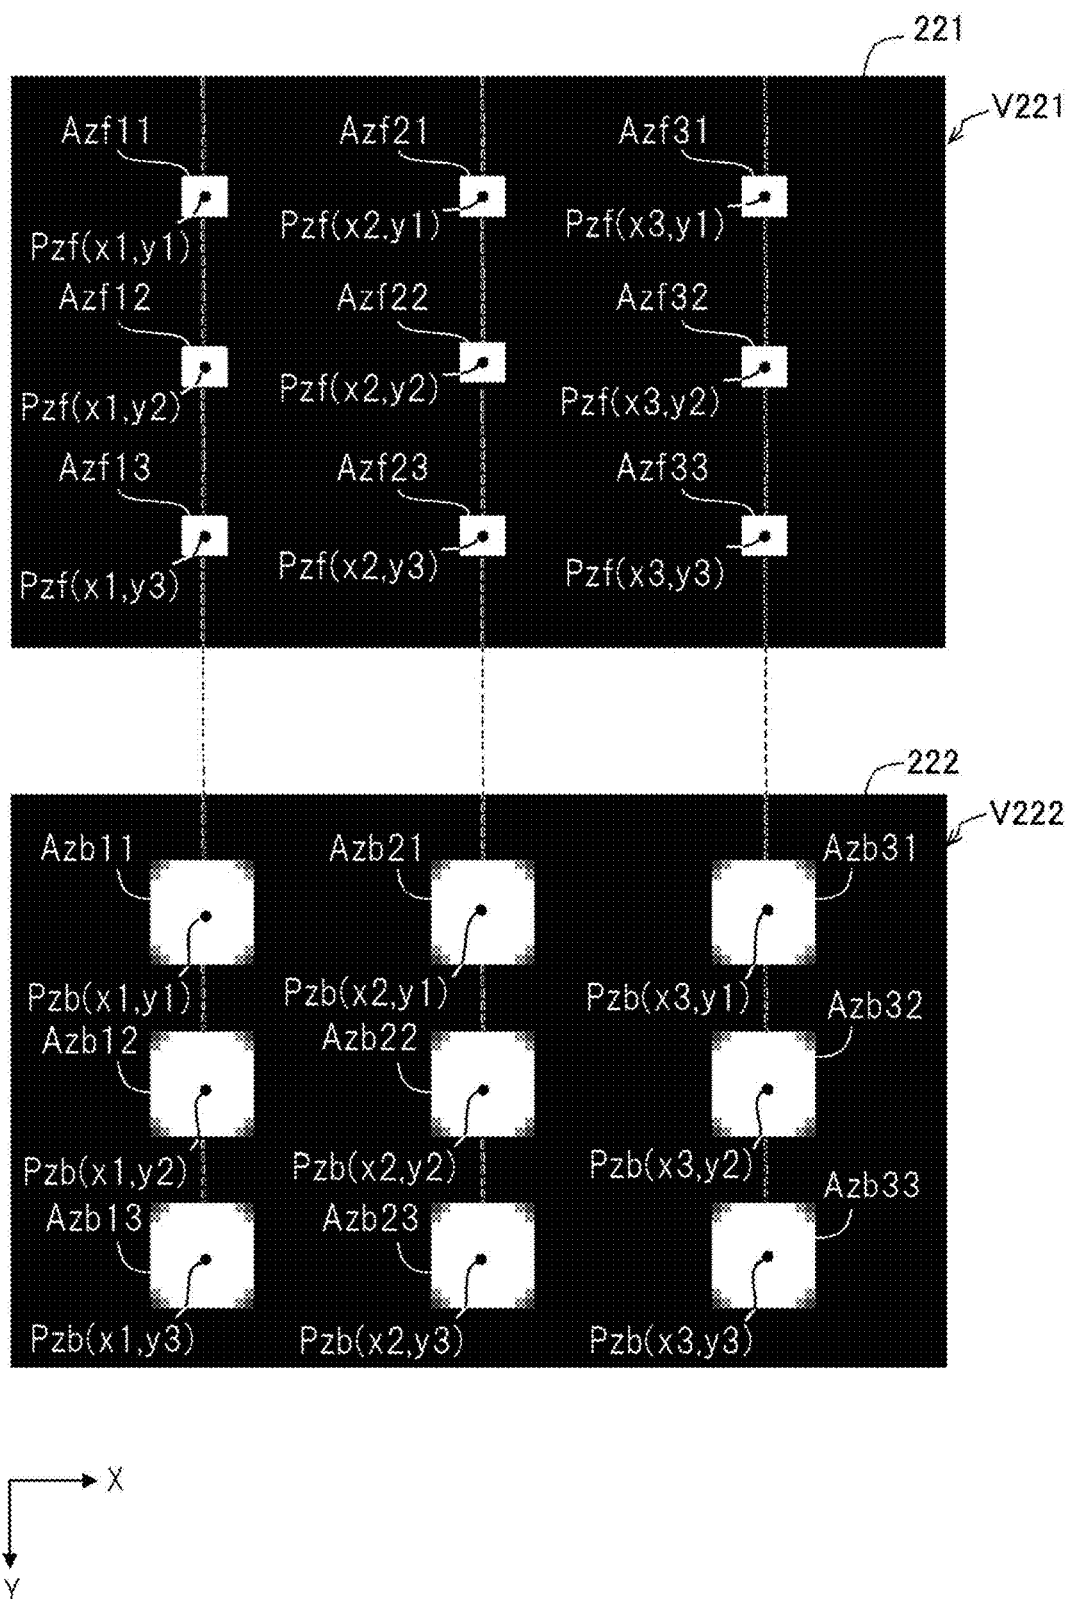 221
V221
Azf11 Azf21 Azf31
Pzf(x1,y1) Pzf(x2,y1) Pzf(x3,y1)
Azf12 Azf22 Azf32
Pzf(x1,y2) Pzf(x2,y2) Pzf(x3,y2)
Azf13 Azf23 Azf33
Pzf(x1,y3) Pzf(x2,y3) Pzf(x3,y3)
222
V222
Azb11 Azb21 Azb31
Pzb(x1,y1) Pzb(x2,y1) Pzb(x3,y1)
Azb12 Azb22 Azb32
Pzb(x1,y2) Pzb(x2,y2) Pzb(x3,y2)
Azb13 Azb23 Azb33
Pzb(x1,y3) Pzb(x2,y3) Pzb(x3,y3)
X
Y